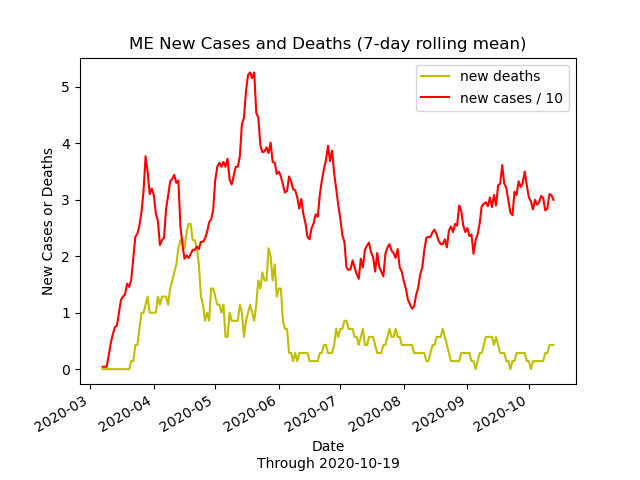 ME New Cases and Deaths (7-day rolling mean)
new deaths
new cases / 10
New Cases or Deaths
5
4
3
2
1
0
2020-03
2020-04
2020-05
2020-06
2020-07
2020-08
2020-09
2020-10
Date
Through 2020-10-19